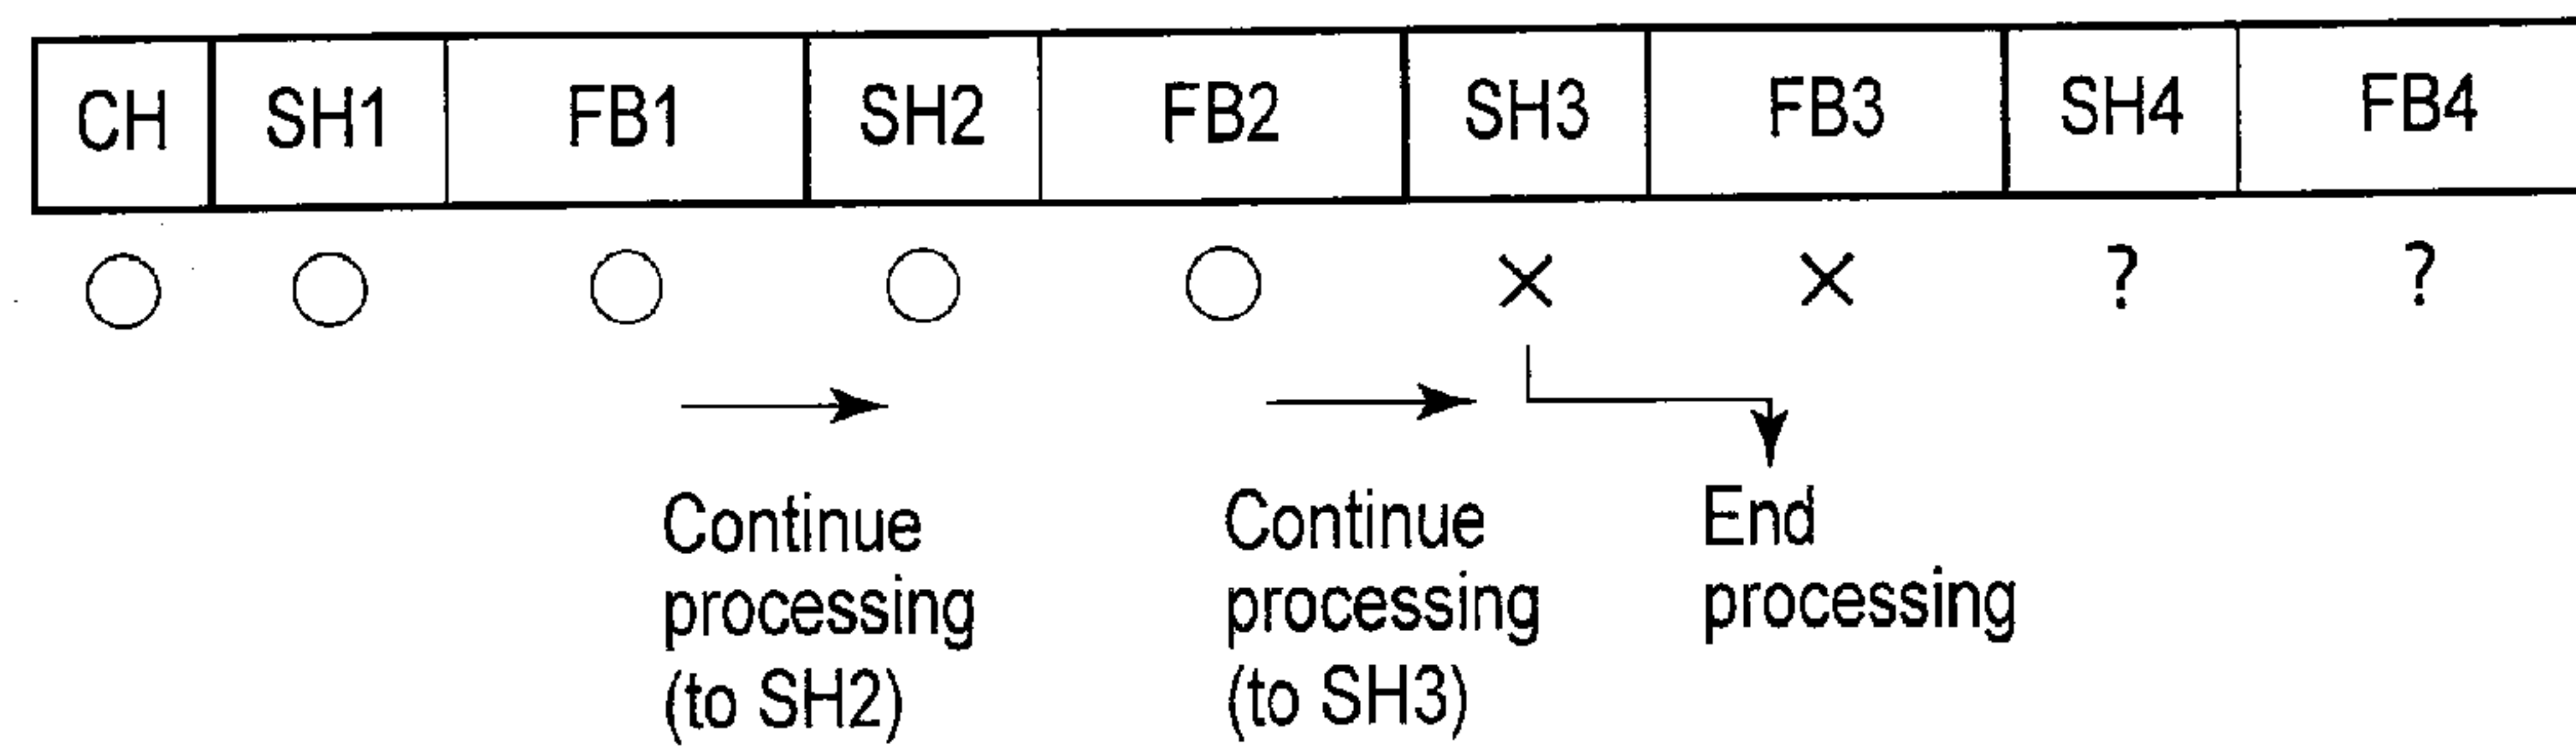 CH SH1 FB1 SH2 FB2 SH3 FB3 SH4 FB4
○ ○ ○ ○ ○ × × ? ?
Continue
processing
(to SH2)
Continue
processing
(to SH3)
End
processing